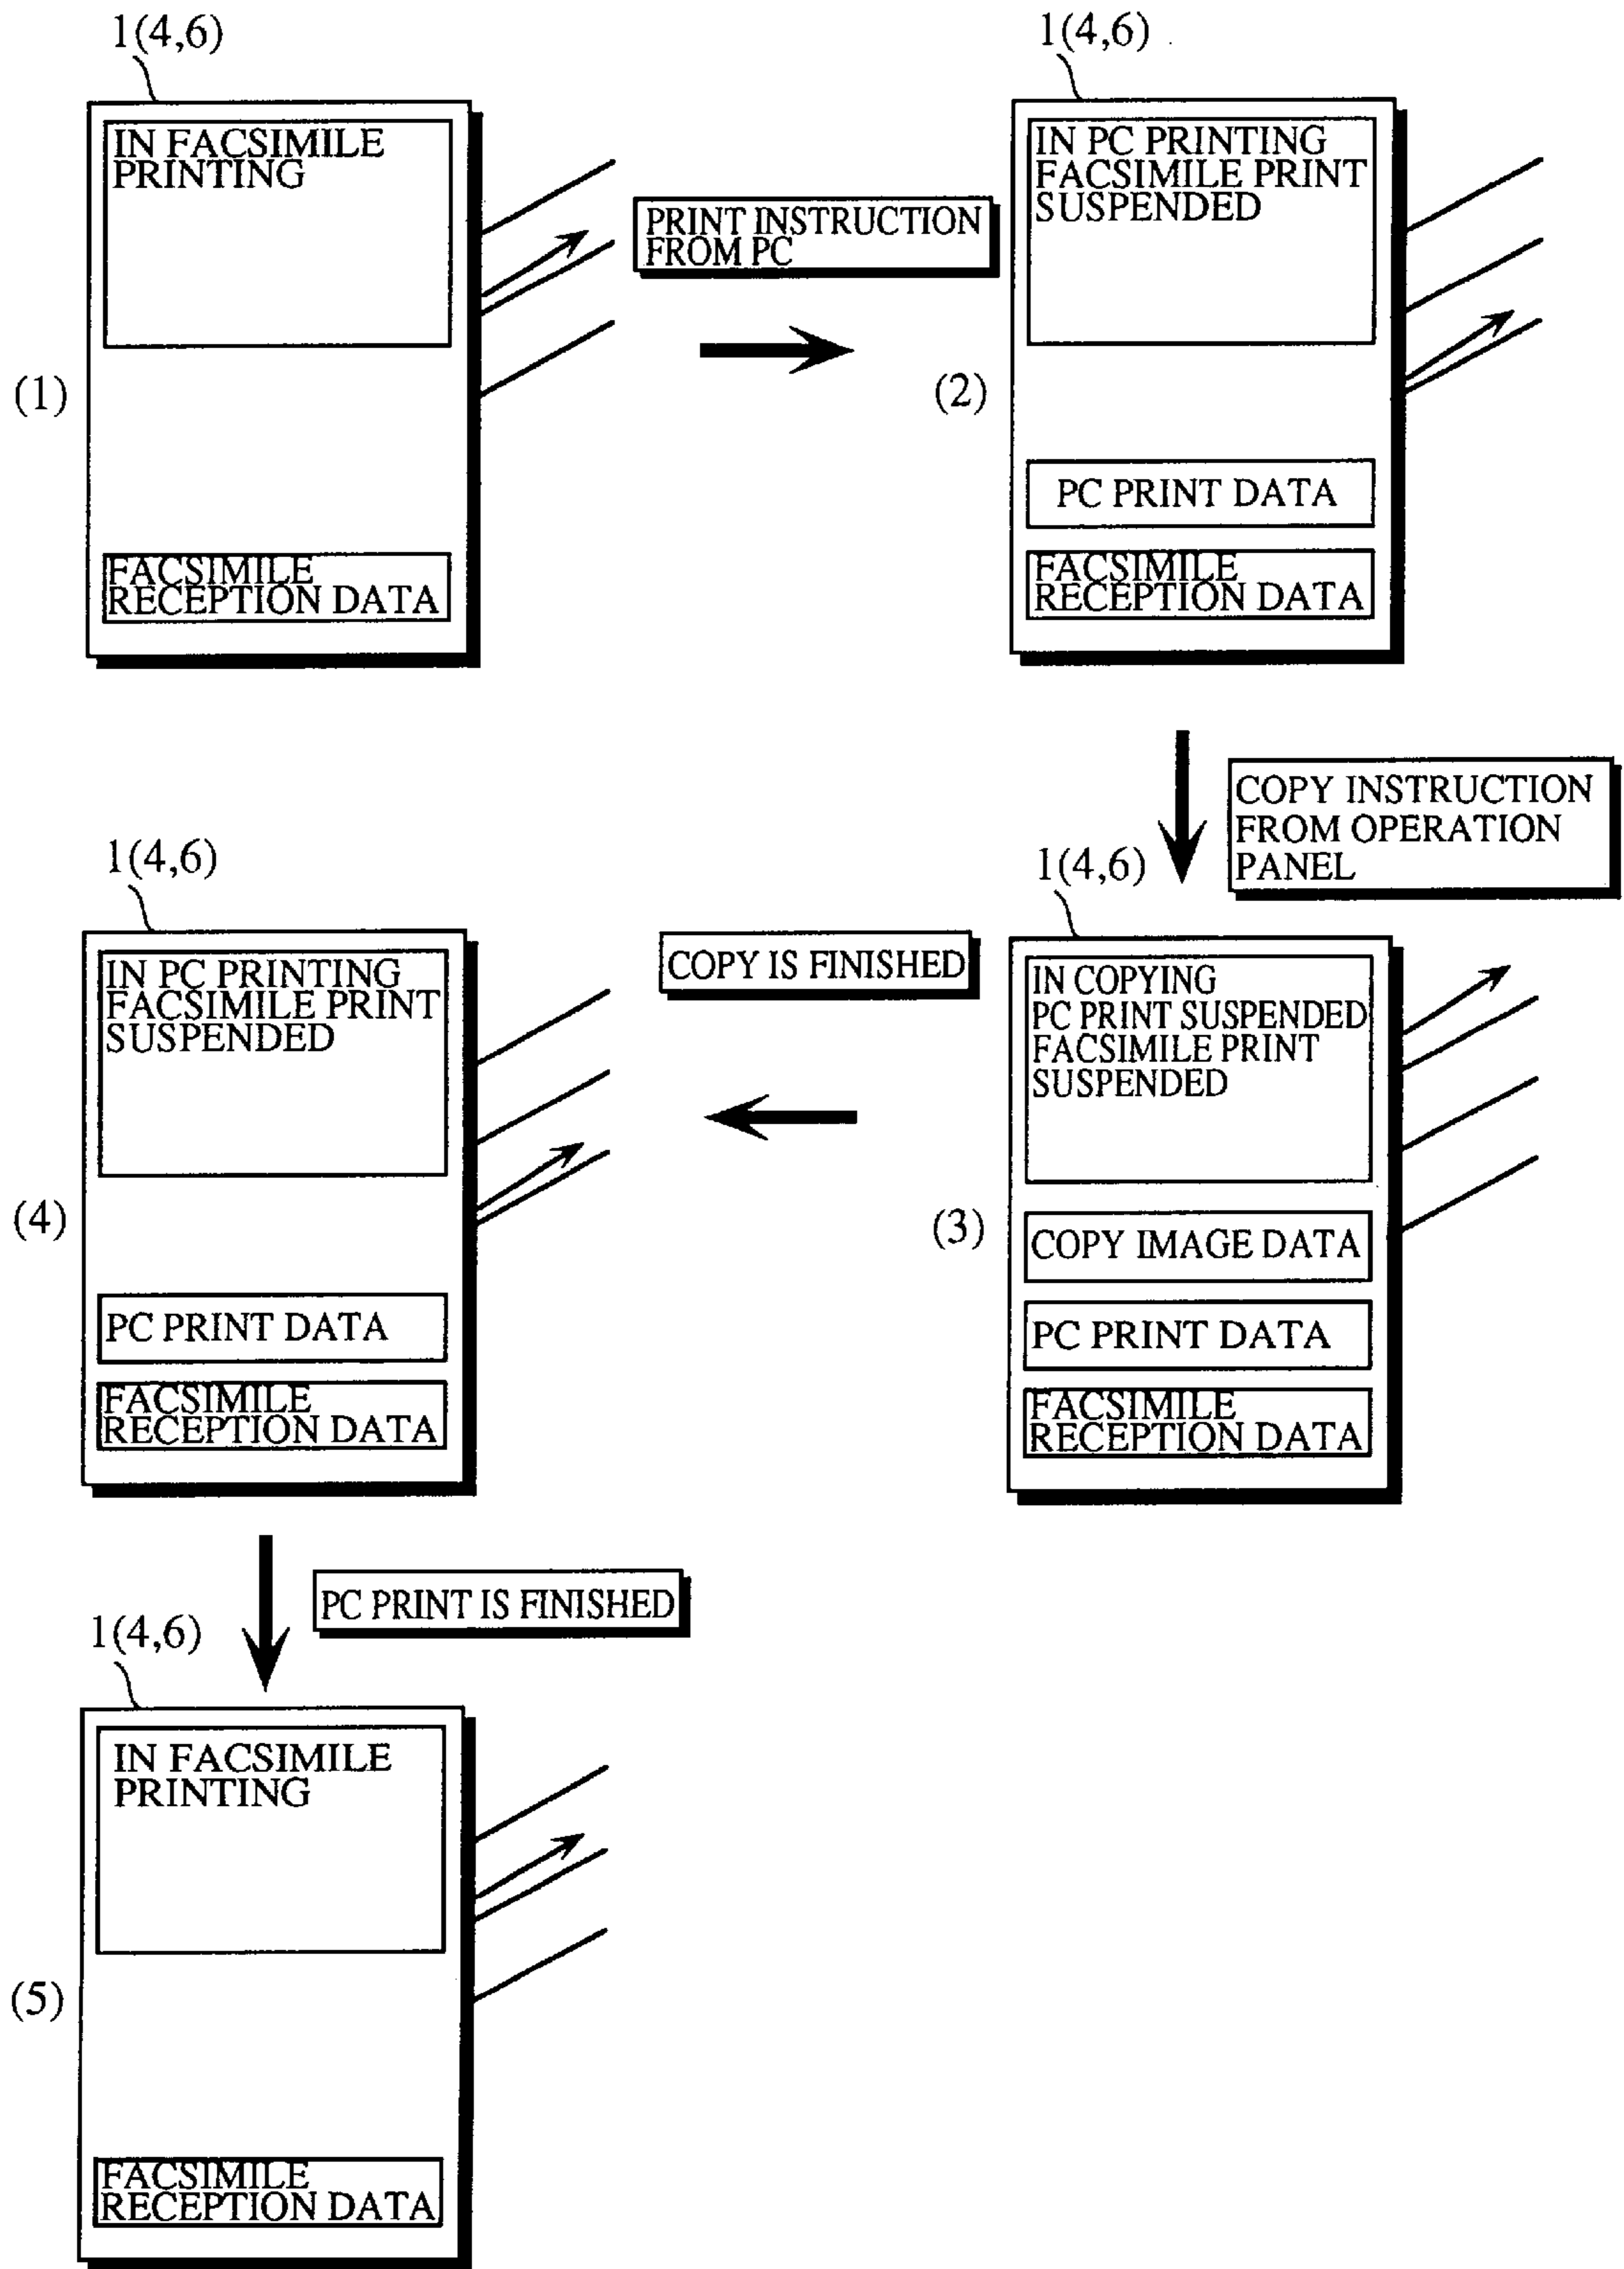 1(4,6)
IN FACSIMILE
PRINTING
(1)
FACSIMILE
RECEPTION DATA
PRINT INSTRUCTION
FROM PC
1(4,6)
IN PC PRINTING
FACSIMILE PRINT
SUSPENDED
(2)
PC PRINT DATA
FACSIMILE
RECEPTION DATA
COPY INSTRUCTION
FROM OPERATION
PANEL
1(4,6)
IN COPYING
PC PRINT SUSPENDED
FACSIMILE PRINT
SUSPENDED
(3)
COPY IMAGE DATA
PC PRINT DATA
FACSIMILE
RECEPTION DATA
COPY IS FINISHED
1(4,6)
IN PC PRINTING
FACSIMILE PRINT
SUSPENDED
(4)
PC PRINT DATA
FACSIMILE
RECEPTION DATA
PC PRINT IS FINISHED
1(4,6)
IN FACSIMILE
PRINTING
(5)
FACSIMILE
RECEPTION DATA